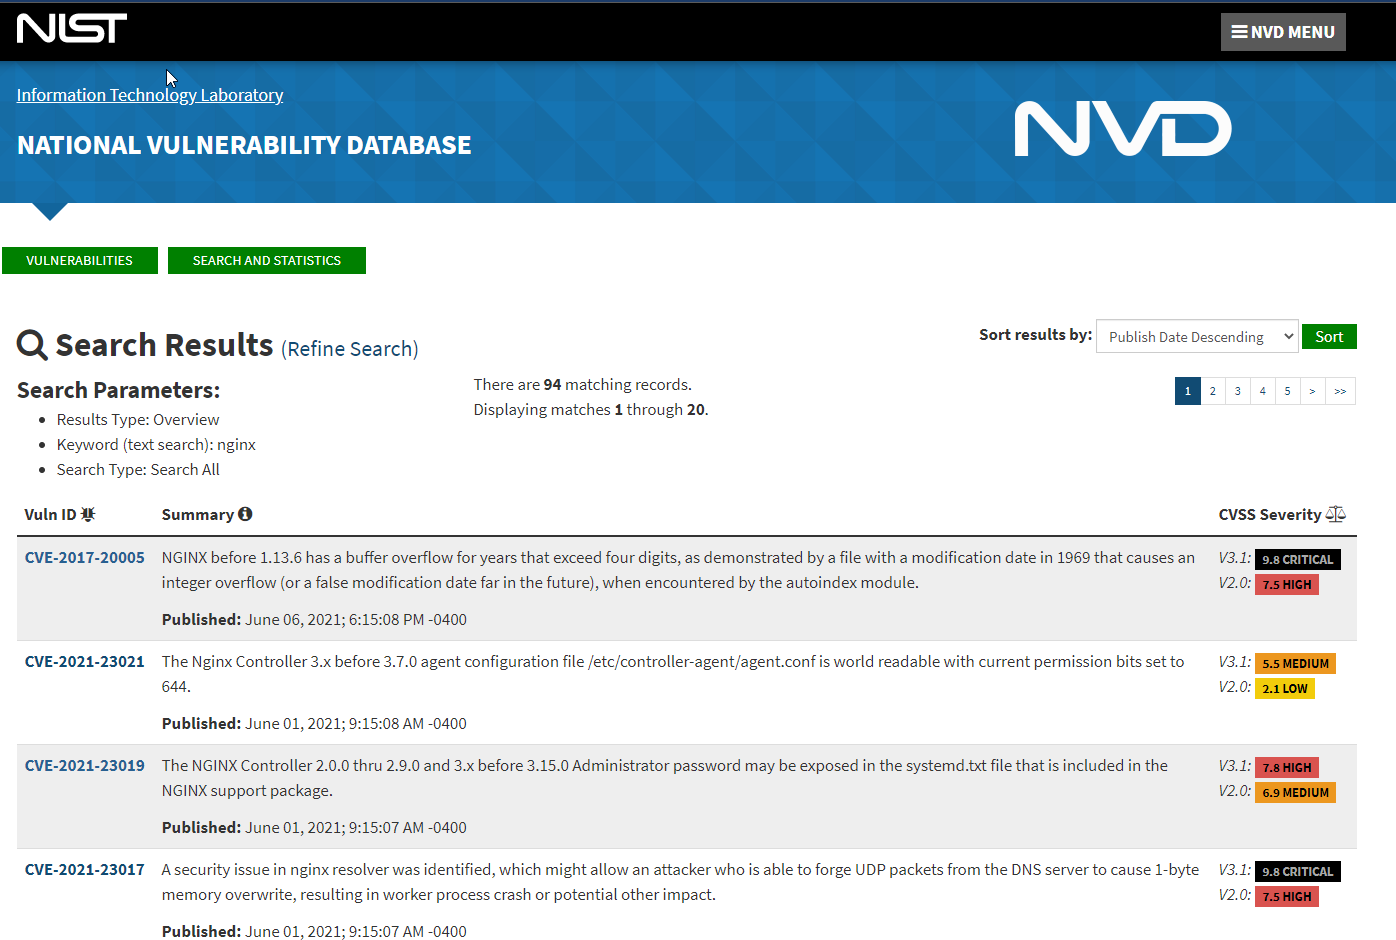 NIST
NVD MENU
Information Technology Laboratory
NATIONAL VULNERABILITY DATABASE
NVD
VULNERABILITIES
SEARCH AND STATISTICS
Search Results (Refine Search)
Sort results by: Publish Date Descending Sort
Search Parameters:
Results Type: Overview
Keyword (text search): nginx
Search Type: Search All
There are 94 matching records.
Displaying matches 1 through 20.
1 2 3 4 5 > >>
Vuln ID Summary CVSS Severity
CVE-2017-20005
NGINX before 1.13.6 has a buffer overflow for years that exceed four digits, as demonstrated by a file with a modification date in 1969 that causes an
integer overflow (or a false modification date far in the future), when encountered by the autoindex module.
Published: June 06, 2021; 6:15:08 PM -0400
V3.1: 9.8 CRITICAL
V2.0: 7.5 HIGH
CVE-2021-23021
The Nginx Controller 3.x before 3.7.0 agent configuration file /etc/controller-agent/agent.conf is world readable with current permission bits set to
644.
Published: June 01, 2021; 9:15:08 AM -0400
V3.1: 5.5 MEDIUM
V2.0: 2.1 LOW
CVE-2021-23019
The NGINX Controller 2.0.0 thru 2.9.0 and 3.x before 3.15.0 Administrator password may be exposed in the systemd.txt file that is included in the
NGINX support package.
Published: June 01, 2021; 9:15:07 AM -0400
V3.1: 7.8 HIGH
V2.0: 6.9 MEDIUM
CVE-2021-23017
A security issue in nginx resolver was identified, which might allow an attacker who is able to forge UDP packets from the DNS server to cause 1-byte
memory overwrite, resulting in worker process crash or potential other impact.
Published: June 01, 2021; 9:15:07 AM -0400
V3.1: 9.8 CRITICAL
V2.0: 7.5 HIGH